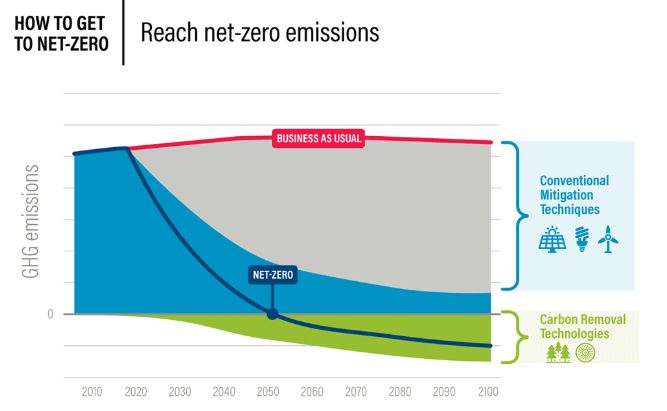 HOW TO GET
TO NET-ZERO
Reach net-zero emissions
BUSINESS AS USUAL
GHG emissions
NET-ZERO
0
Conventional
Mitigation
Techniques
Carbon Removal
Technologies
2010 2020 2030 2040 2050 2060 2070 2080 2090 2100